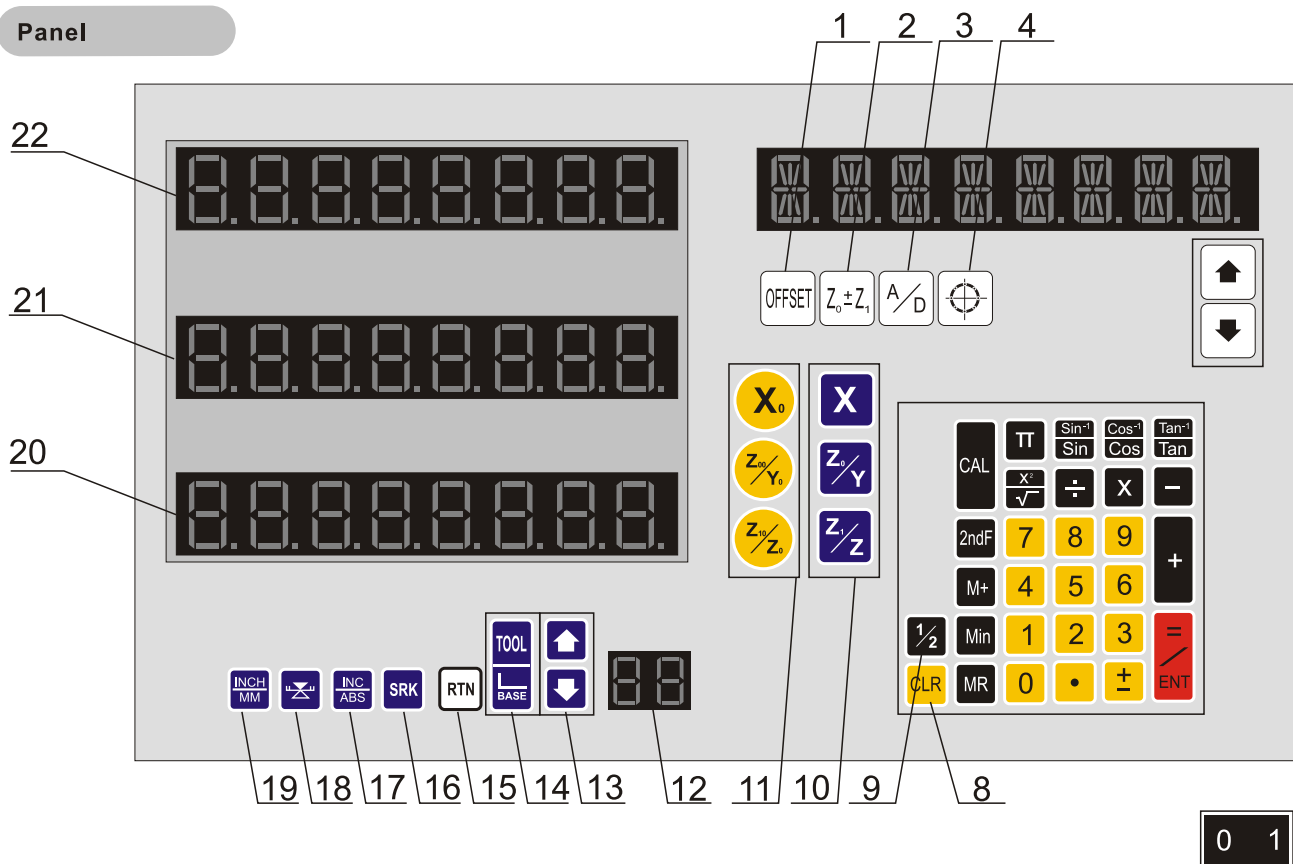 Panel
1 2 3 4
22
21
OFFSET Z₀±Z₁ A/D
X₀ X
20
Z₀₀/Y₀ Z₀/Y
Z₁₀/Z₀ Z₁/Z
CAL π Sin⁻¹ Cos⁻¹ Tan⁻¹
Sin Cos Tan
X² ÷ X −
√
2ndF 7 8 9 +
M+ 4 5 6
1/2 Min 1 2 3 =/ENT
CLR MR 0 • ±
TOOL
BASE
INCH INC SRK RTN
MM ABS
19 18 17 16 15 14 13 12 11 10 9 8
0 1